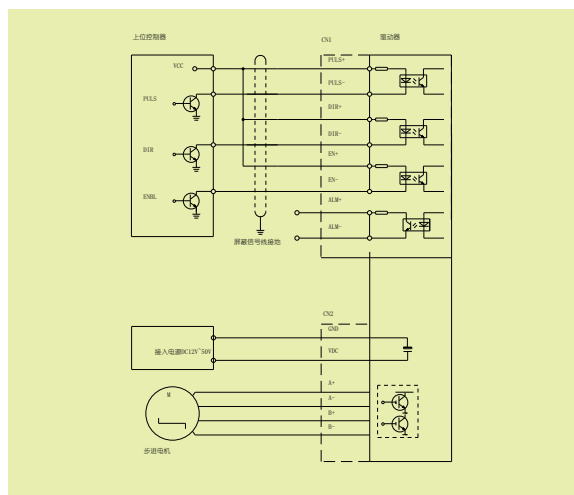 上位控制器
CN1
驱动器
VCC
PULS+
PULS
PULS-
DIR+
DIR
DIR-
EN+
EN-
ENBL
ALM+
ALM-
屏蔽信号线接地
CN2
GND
接入电源DC12V~50V
VDC
A+
M
A-
B+
B-
步进电机